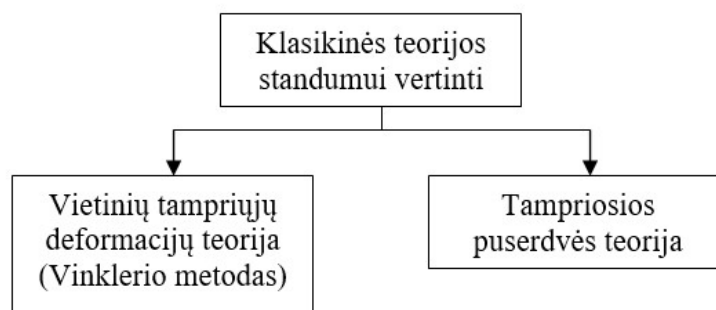 Klasikinės teorijos
standumui vertinti
Vietinių tampriųjų
deformacijų teorija
(Vinklerio metodas)
Tampriosios
puserdvės teorija